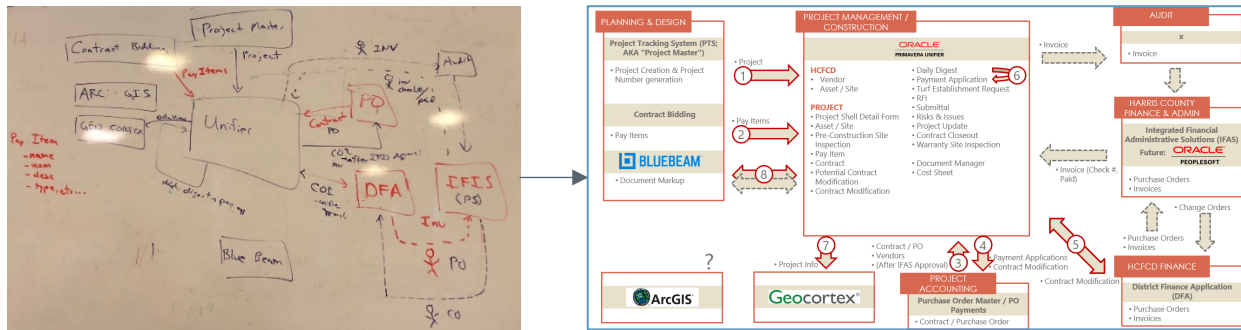 Project Master
Contract Bidding
Project
Pay Items
INV
Audit
ARC GIS
GEO CORTEX
Unifier
PO
Contract
PO
Pay Item
- name
- uom
- desc
- type, etc...
DFA
IFIS
(PS)
Inv
PO
Blue Beam
CO
PLANNING & DESIGN
Project Tracking System (PTS;
AKA "Project Master")
• Project Creation & Project
Number generation
Contract Bidding
• Pay Items
BLUEBEAM
• Document Markup
• Project
1
• Pay Items
2
8
PROJECT MANAGEMENT /
CONSTRUCTION
ORACLE
PRIMAVERA UNIFIER
HCFCD
• Vendor
• Asset / Site
PROJECT
• Project Shell Detail Form
• Asset / Site
• Pre-Construction Site
Inspection
• Pay Item
• Contract
• Potential Contract
Modification
• Contract Modification
• Daily Digest
• Payment Application
• Turf Establishment Request
• RFI
• Submittal
• Risks & Issues
• Project Update
• Contract Closeout
• Warranty Site Inspection
• Document Manager
• Cost Sheet
6
• Invoice
AUDIT
x
• Invoice
HARRIS COUNTY
FINANCE & ADMIN
Integrated Financial
Administrative Solutions (IFAS)
Future: ORACLE
PEOPLESOFT
• Purchase Orders
• Invoices
• Invoice (Check #,
Paid)
• Change Orders
• Purchase Orders
• Invoices
5
• Contract Modification
HCFCD FINANCE
District Finance Application
(DFA)
• Purchase Orders
• Invoices
7
• Project Info
• Contract / PO
• Vendors
• (After IFAS Approval)
3
4
• Payment Applications
• Contract Modification
PROJECT
ACCOUNTING
Purchase Order Master / PO
Payments
• Contract / Purchase Order
?
ArcGIS
Geocortex